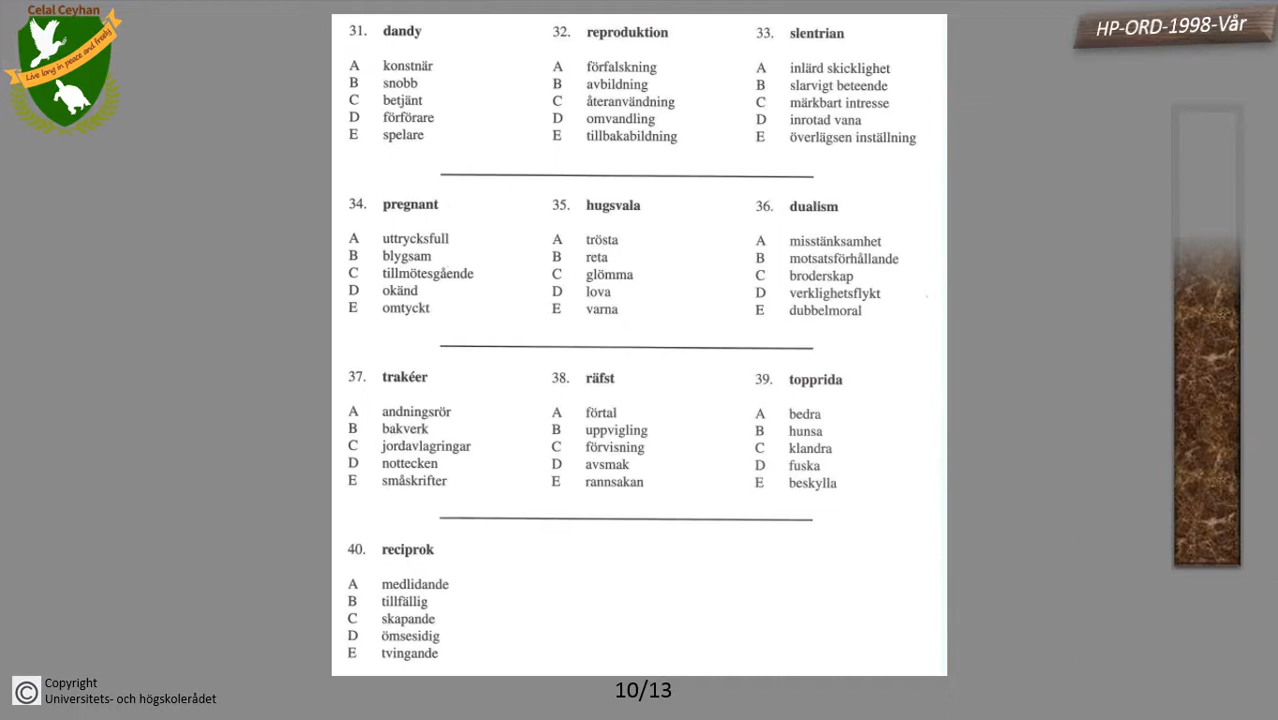 Celal Ceyhan
Live long in peace and freely
HP-ORD-1998-Vår
31. dandy
A konstnär
B snobb
C betjänt
D förförare
E spelare
32. reproduktion
A förfalskning
B avbildning
C återanvändning
D omvandling
E tillbakabildning
33. slentrian
A inlärd skicklighet
B slarvigt beteende
C märkbart intresse
D inrotad vana
E överlägsen inställning
34. pregnant
A uttrycksfull
B blygsam
C tillmötesgående
D okänd
E omtyckt
35. hugsvala
A trösta
B reta
C glömma
D lova
E varna
36. dualism
A misstänksamhet
B motsatsförhållande
C broderskap
D verklighetsflykt
E dubbelmoral
37. trakéer
A andningsrör
B bakverk
C jordavlagringar
D nottecken
E småskrifter
38. räfst
A förtal
B uppvigling
C förvisning
D avsmak
E rannsakan
39. topprida
A bedra
B hunsa
C klandra
D fuska
E beskylla
40. reciprok
A medlidande
B tillfällig
C skapande
D ömsesidig
E tvingande
© Copyright
Universitets- och högskolerådet
10/13